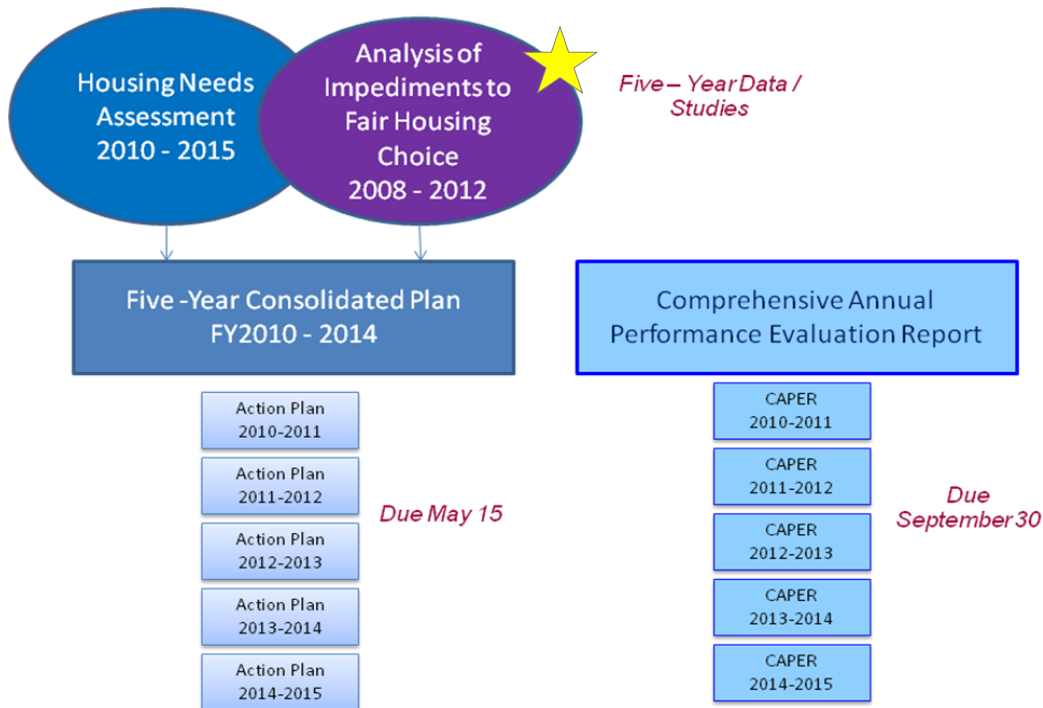 Housing Needs
Assessment
2010 - 2015
Analysis of
Impediments to
Fair Housing
Choice
2008 - 2012
Five – Year Data /
Studies
Five -Year Consolidated Plan
FY2010 - 2014
Comprehensive Annual
Performance Evaluation Report
Action Plan
2010-2011
Action Plan
2011-2012
Action Plan
2012-2013
Action Plan
2013-2014
Action Plan
2014-2015
Due May 15
CAPER
2010-2011
CAPER
2011-2012
CAPER
2012-2013
CAPER
2013-2014
CAPER
2014-2015
Due
September 30